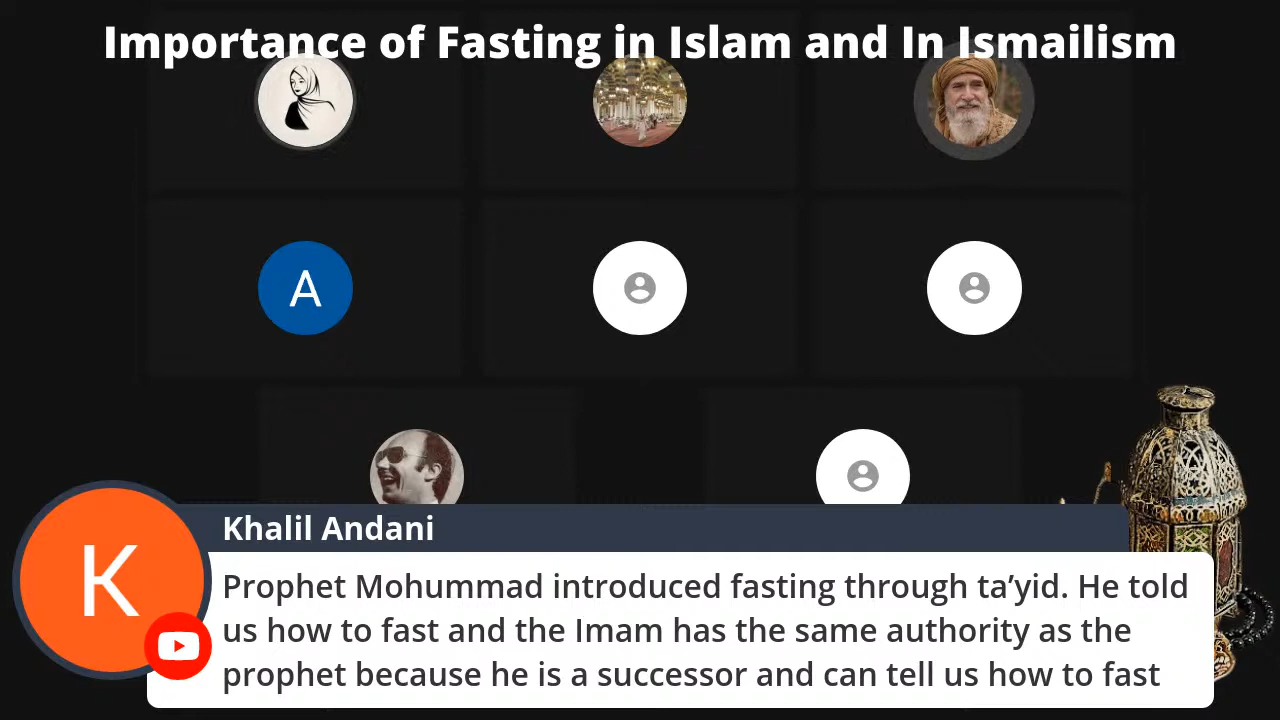 Importance of Fasting in Islam and In Ismailism
A
K
Khalil Andani
Prophet Mohummad introduced fasting through ta’yid. He told
us how to fast and the Imam has the same authority as the
prophet because he is a successor and can tell us how to fast